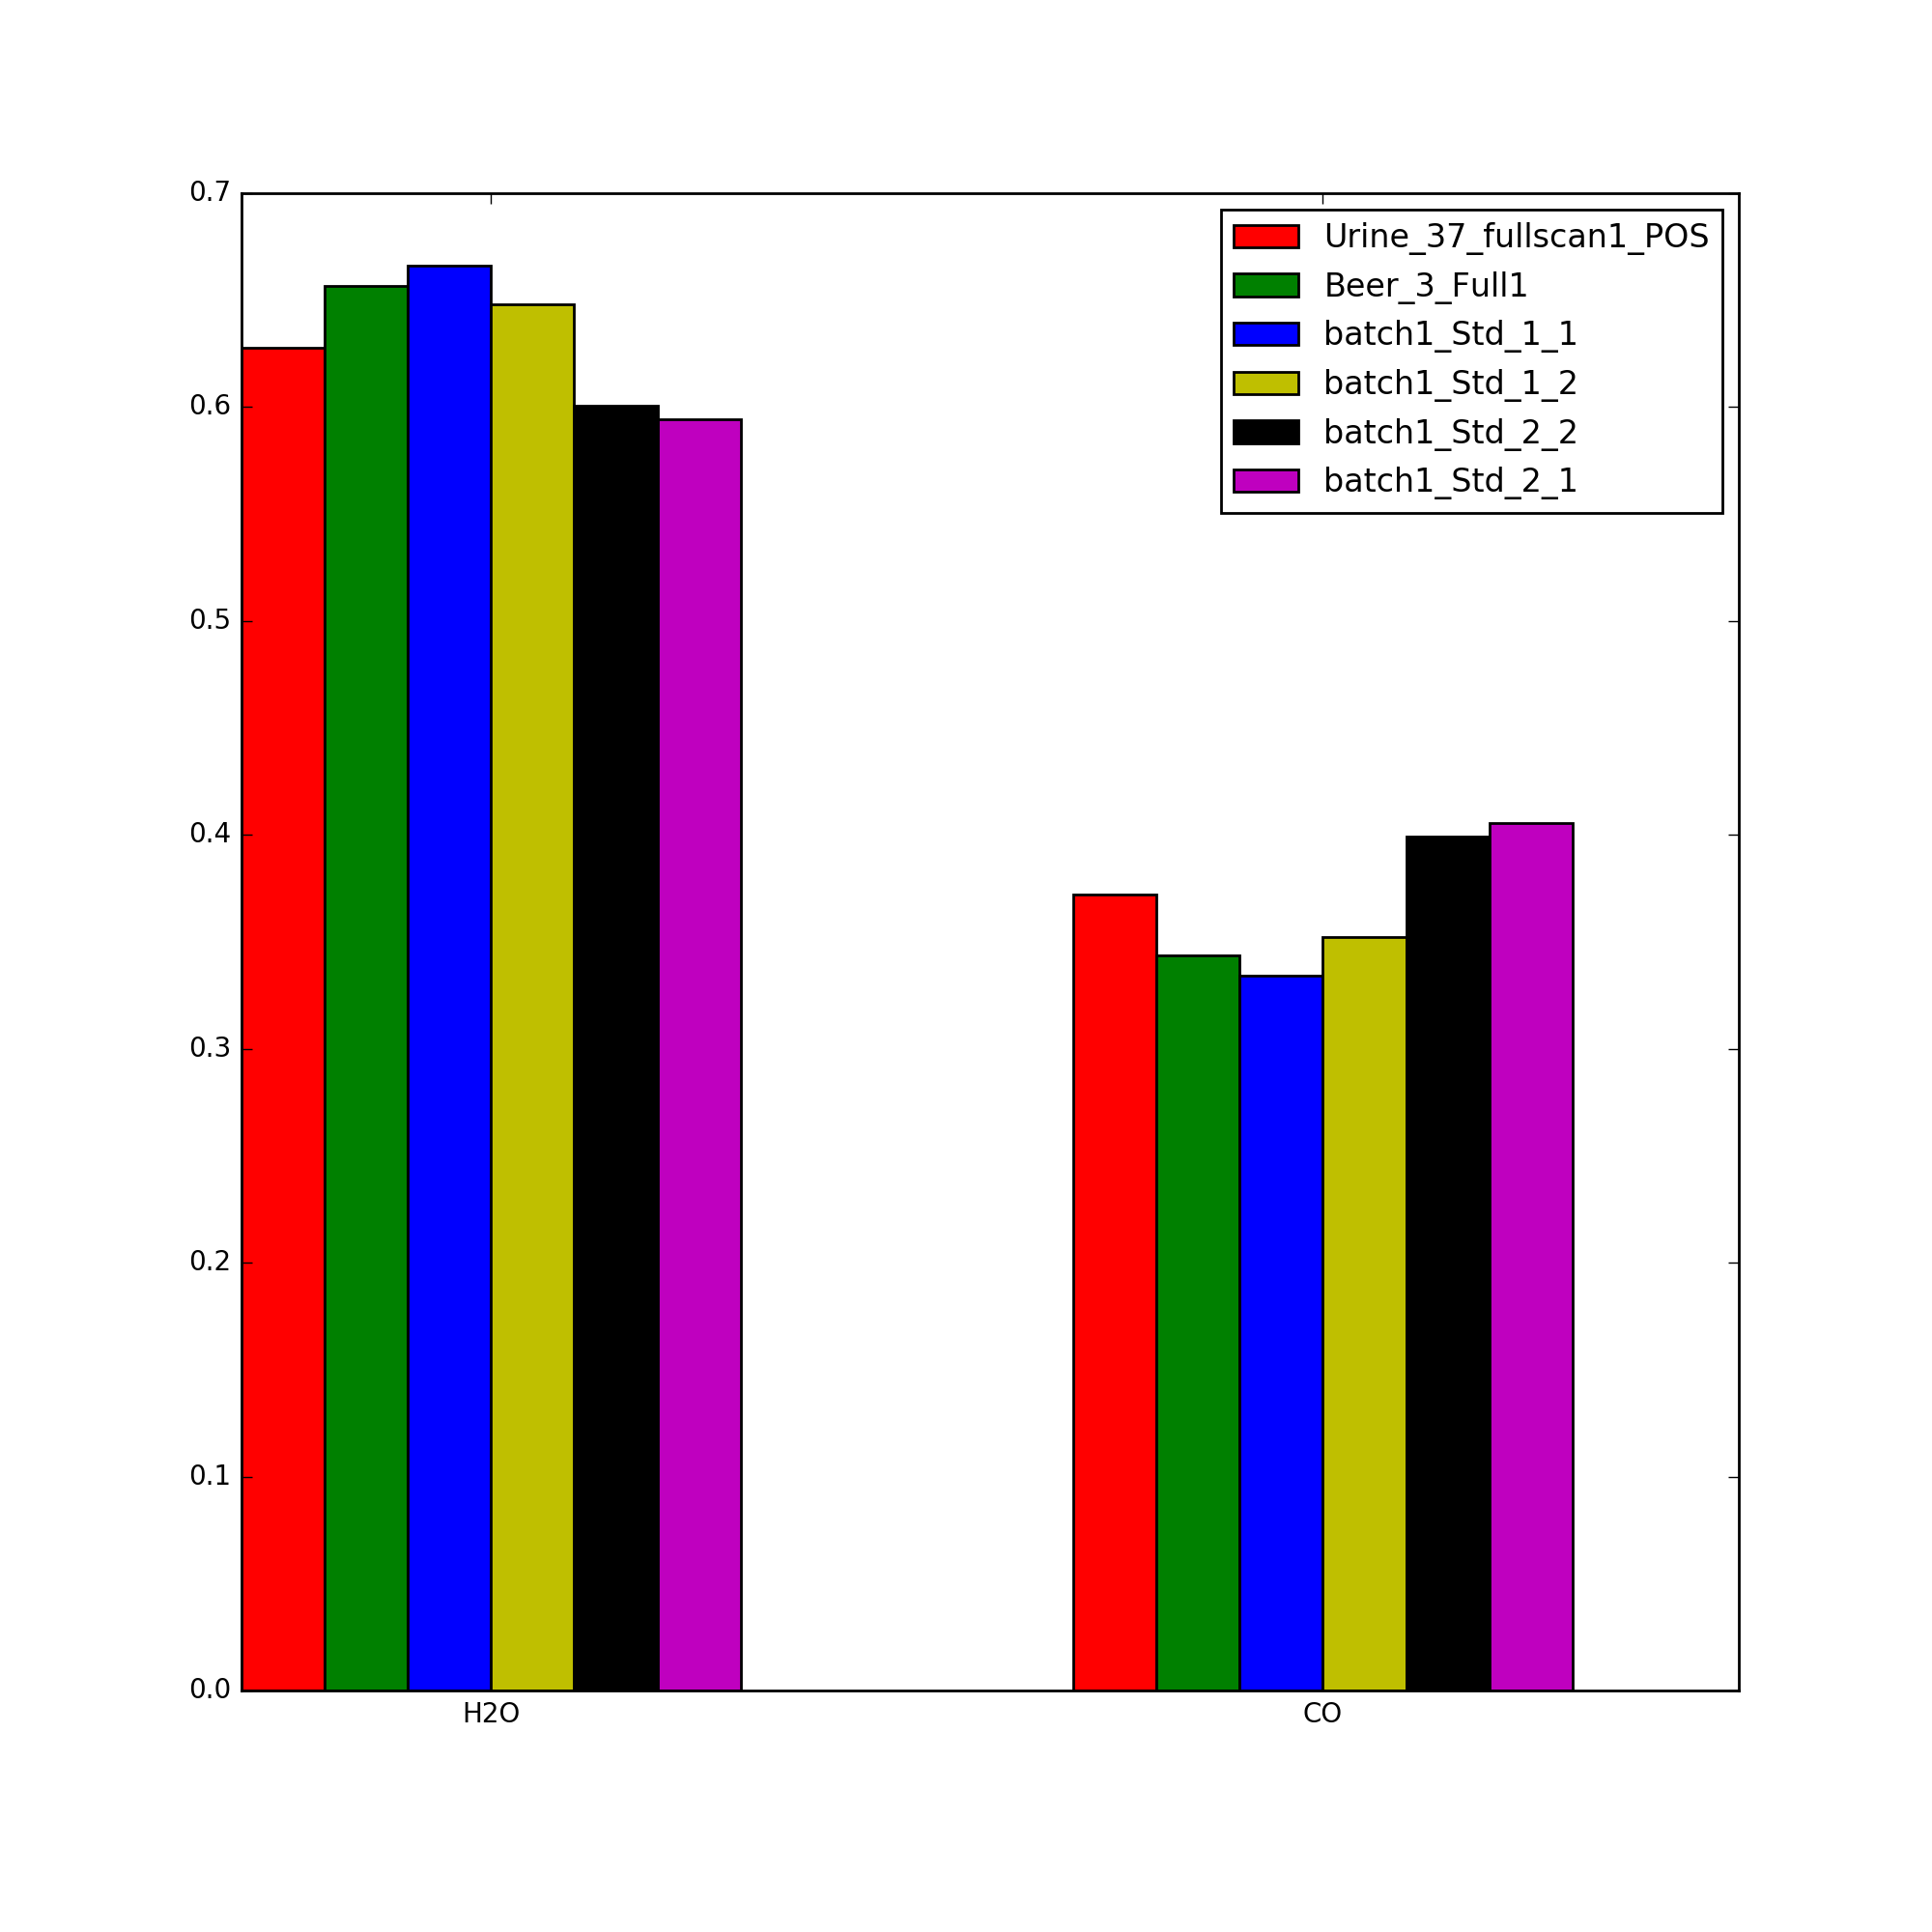 0.7
0.6
0.5
0.4
0.3
0.2
0.1
0.0
H2O
CO
Urine_37_fullscan1_POS
Beer_3_Full1
batch1_Std_1_1
batch1_Std_1_2
batch1_Std_2_2
batch1_Std_2_1